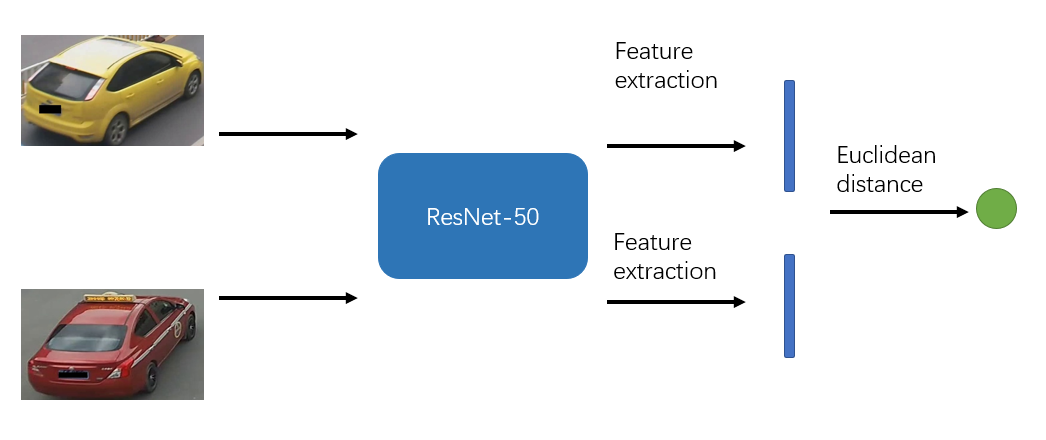 Feature
extraction
Euclidean
distance
ResNet-50
Feature
extraction